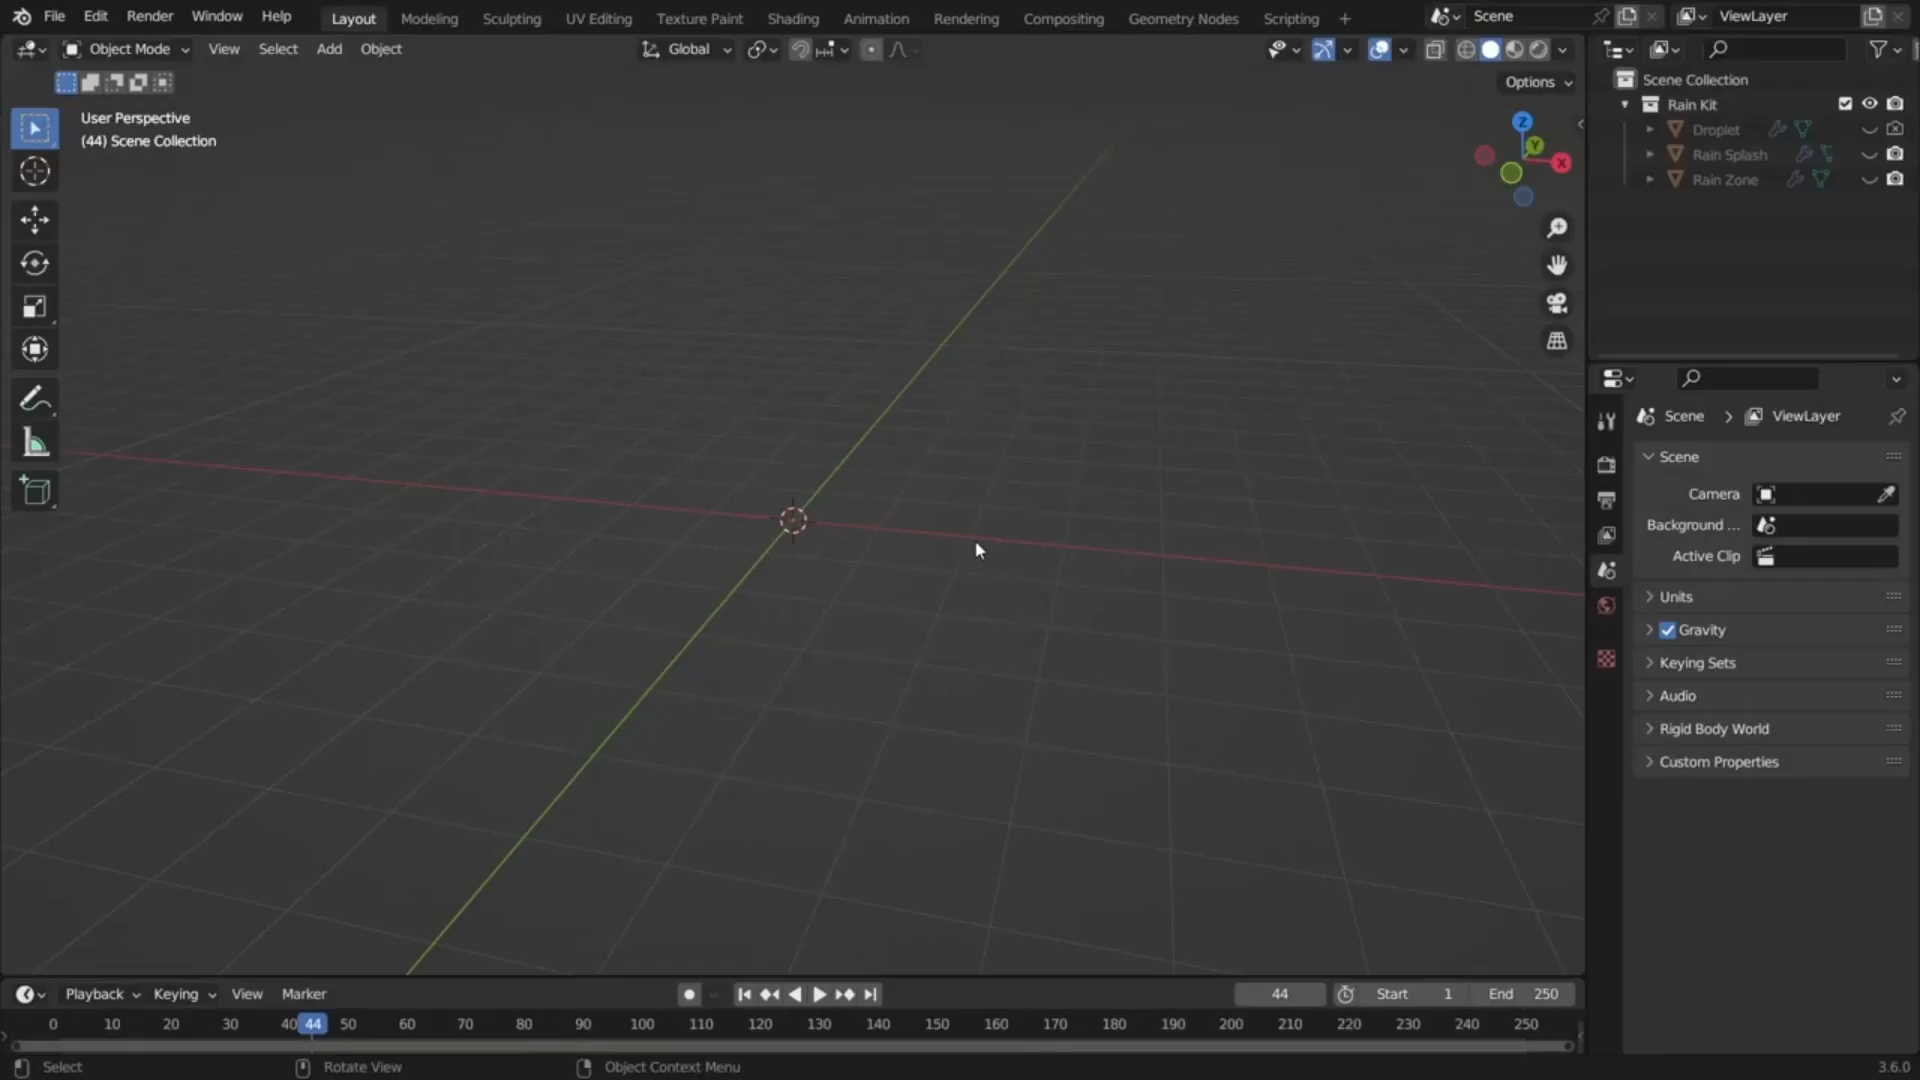 File Edit Render Window Help Layout Modeling Sculpting UV Editing Texture Paint Shading Animation Rendering Compositing Geometry Nodes Scripting + Scene ViewLayer
Object Mode View Select Add Object Global
Options
User Perspective
(44) Scene Collection
Z
Y
X
Scene Collection
Rain Kit
Droplet
Rain Splash
Rain Zone
Scene > ViewLayer
Scene
Camera
Background ...
Active Clip
Units
Gravity
Keying Sets
Audio
Rigid Body World
Custom Properties
Playback Keying View Marker 44 Start 1 End 250
0 10 20 30 40 44 50 60 70 80 90 100 110 120 130 140 150 160 170 180 190 200 210 220 230 240 250
Select Rotate View Object Context Menu 3.6.0